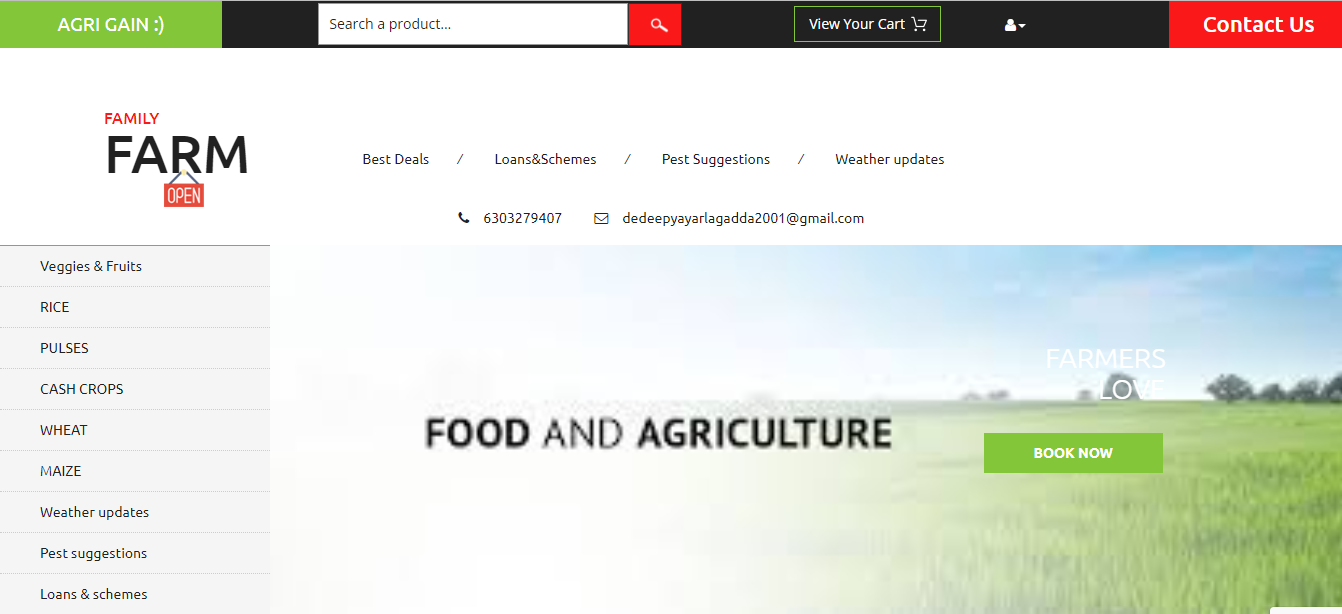 AGRI GAIN :)
Search a product...
View Your Cart
Contact Us
FAMILY
FARM
OPEN
Best Deals / Loans&Schemes / Pest Suggestions / Weather updates
6303279407 dedeepyayarlagadda2001@gmail.com
Veggies & Fruits
RICE
PULSES
CASH CROPS
WHEAT
MAIZE
Weather updates
Pest suggestions
Loans & schemes
FARMERS
LOVE
FOOD AND AGRICULTURE
BOOK NOW